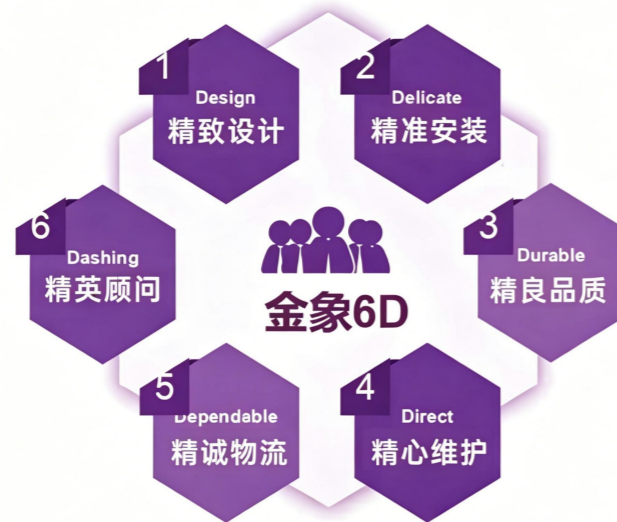 1
Design
精致设计
2
Delicate
精准安装
3
Durable
精良品质
4
Direct
精心维护
5
Dependable
精诚物流
6
Dashing
精英顾问
金象6D